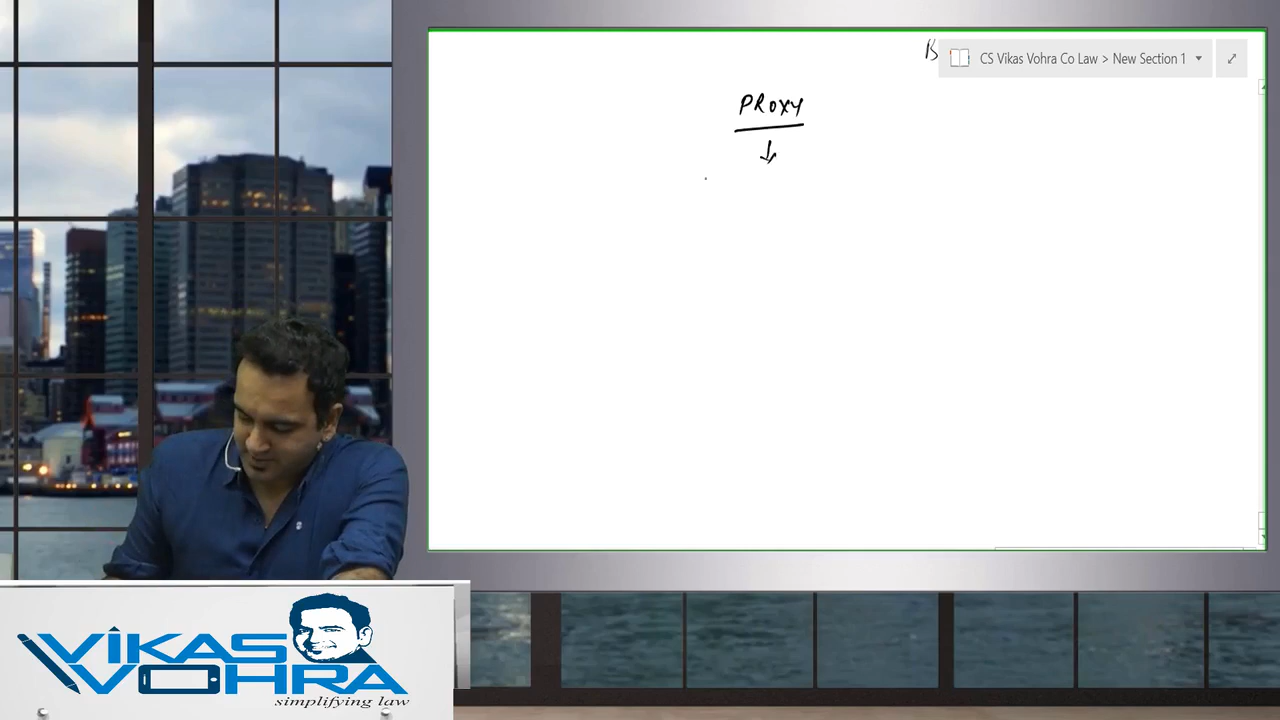 B
CS Vikas Vohra Co Law > New Section 1
PROXY
VIKAS
VOHRA
simplifying law